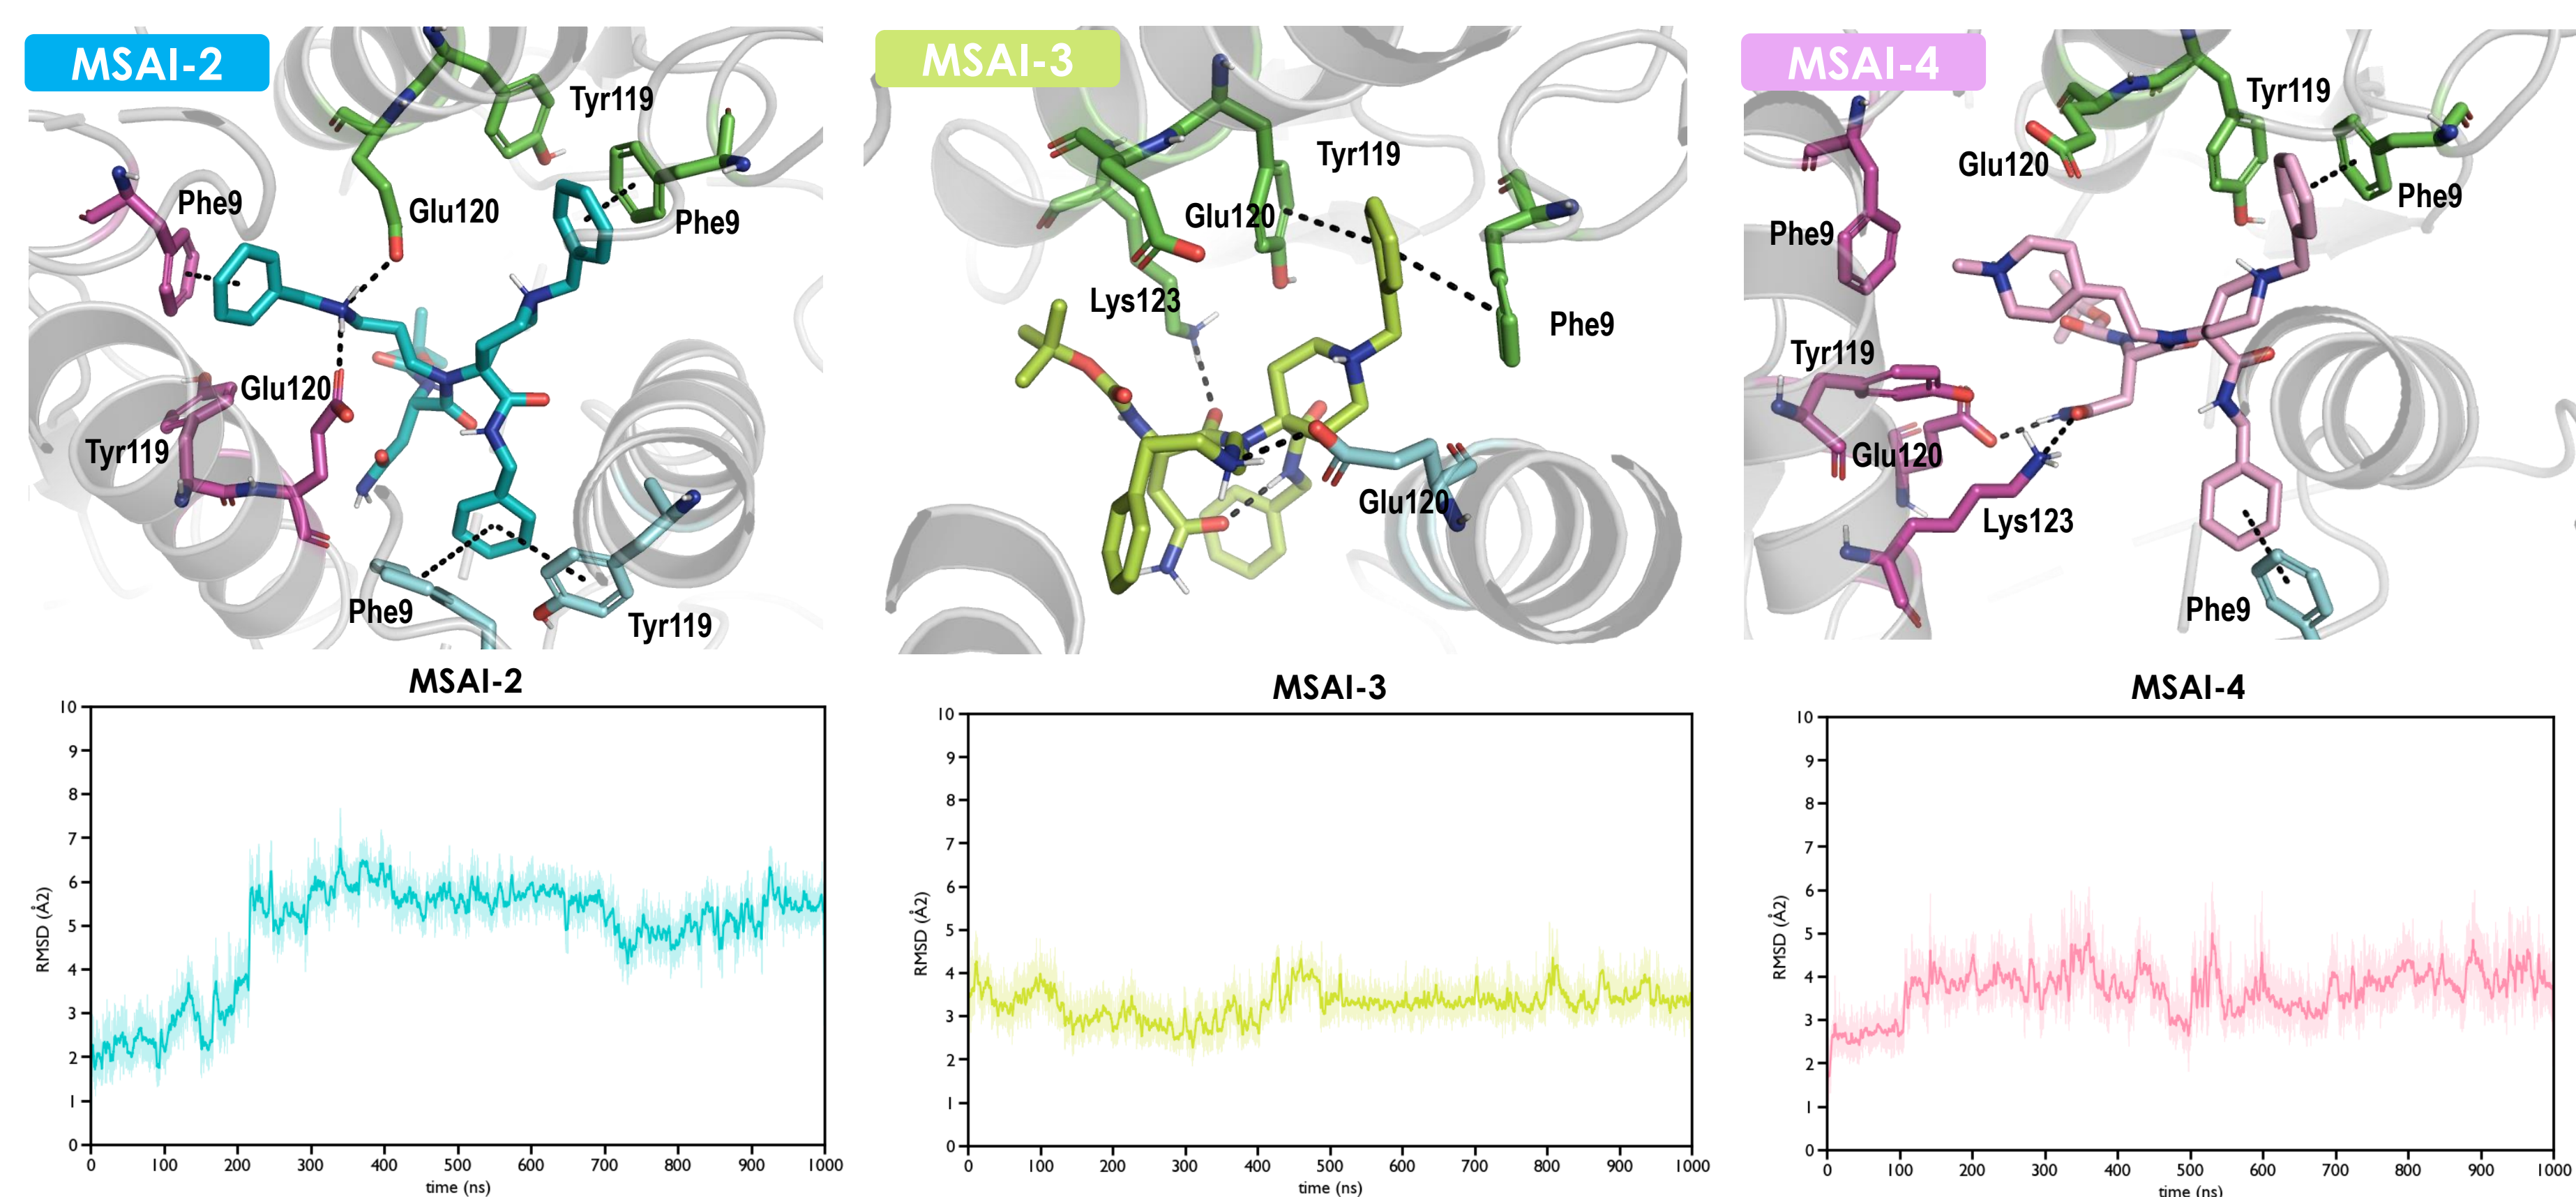 MSAI-2
Tyr119
Phe9
Glu120
Phe9
Glu120
Tyr119
Phe9
Tyr119
MSAI-3
Tyr119
Glu120
Lys123
Phe9
Glu120
MSAI-4
Tyr119
Glu120
Phe9
Phe9
Tyr119
Glu120
Lys123
Phe9
MSAI-2
10
9
8
7
6
5
4
3
2
1
0
RMSD (Å2)
0 100 200 300 400 500 600 700 800 900 1000
time (ns)
MSAI-3
10
9
8
7
6
5
4
3
2
1
0
RMSD (Å2)
0 100 200 300 400 500 600 700 800 900 1000
time (ns)
MSAI-4
10
9
8
7
6
5
4
3
2
1
0
RMSD (Å2)
0 100 200 300 400 500 600 700 800 900 1000
time (ns)